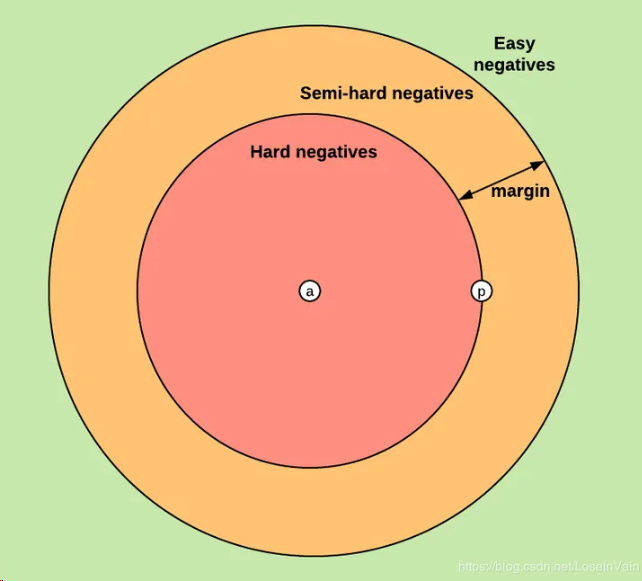 Easy
negatives
Semi-hard negatives
Hard negatives
margin
a
p
https://blog.csdn.net/LoseInVain